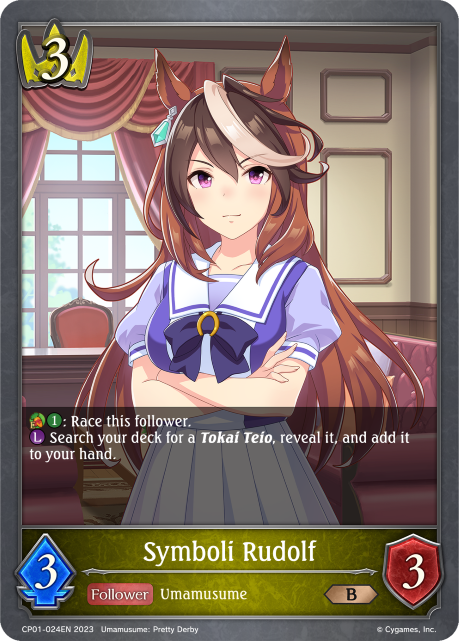 3
1 : Race this follower.
L Search your deck for a Tokai Teio, reveal it, and add it
to your hand.
Symboli Rudolf
3 Follower Umamusume B 3
CP01-024EN 2023 Umamusume: Pretty Derby © Cygames, Inc.